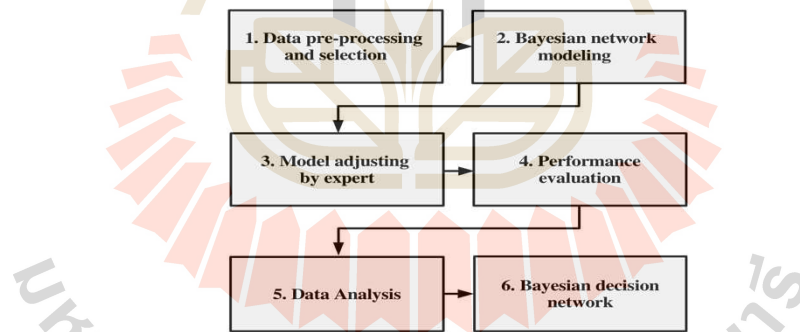 1. Data pre-processing
and selection
2. Bayesian network
modeling
3. Model adjusting
by expert
4. Performance
evaluation
5. Data Analysis
6. Bayesian decision
network